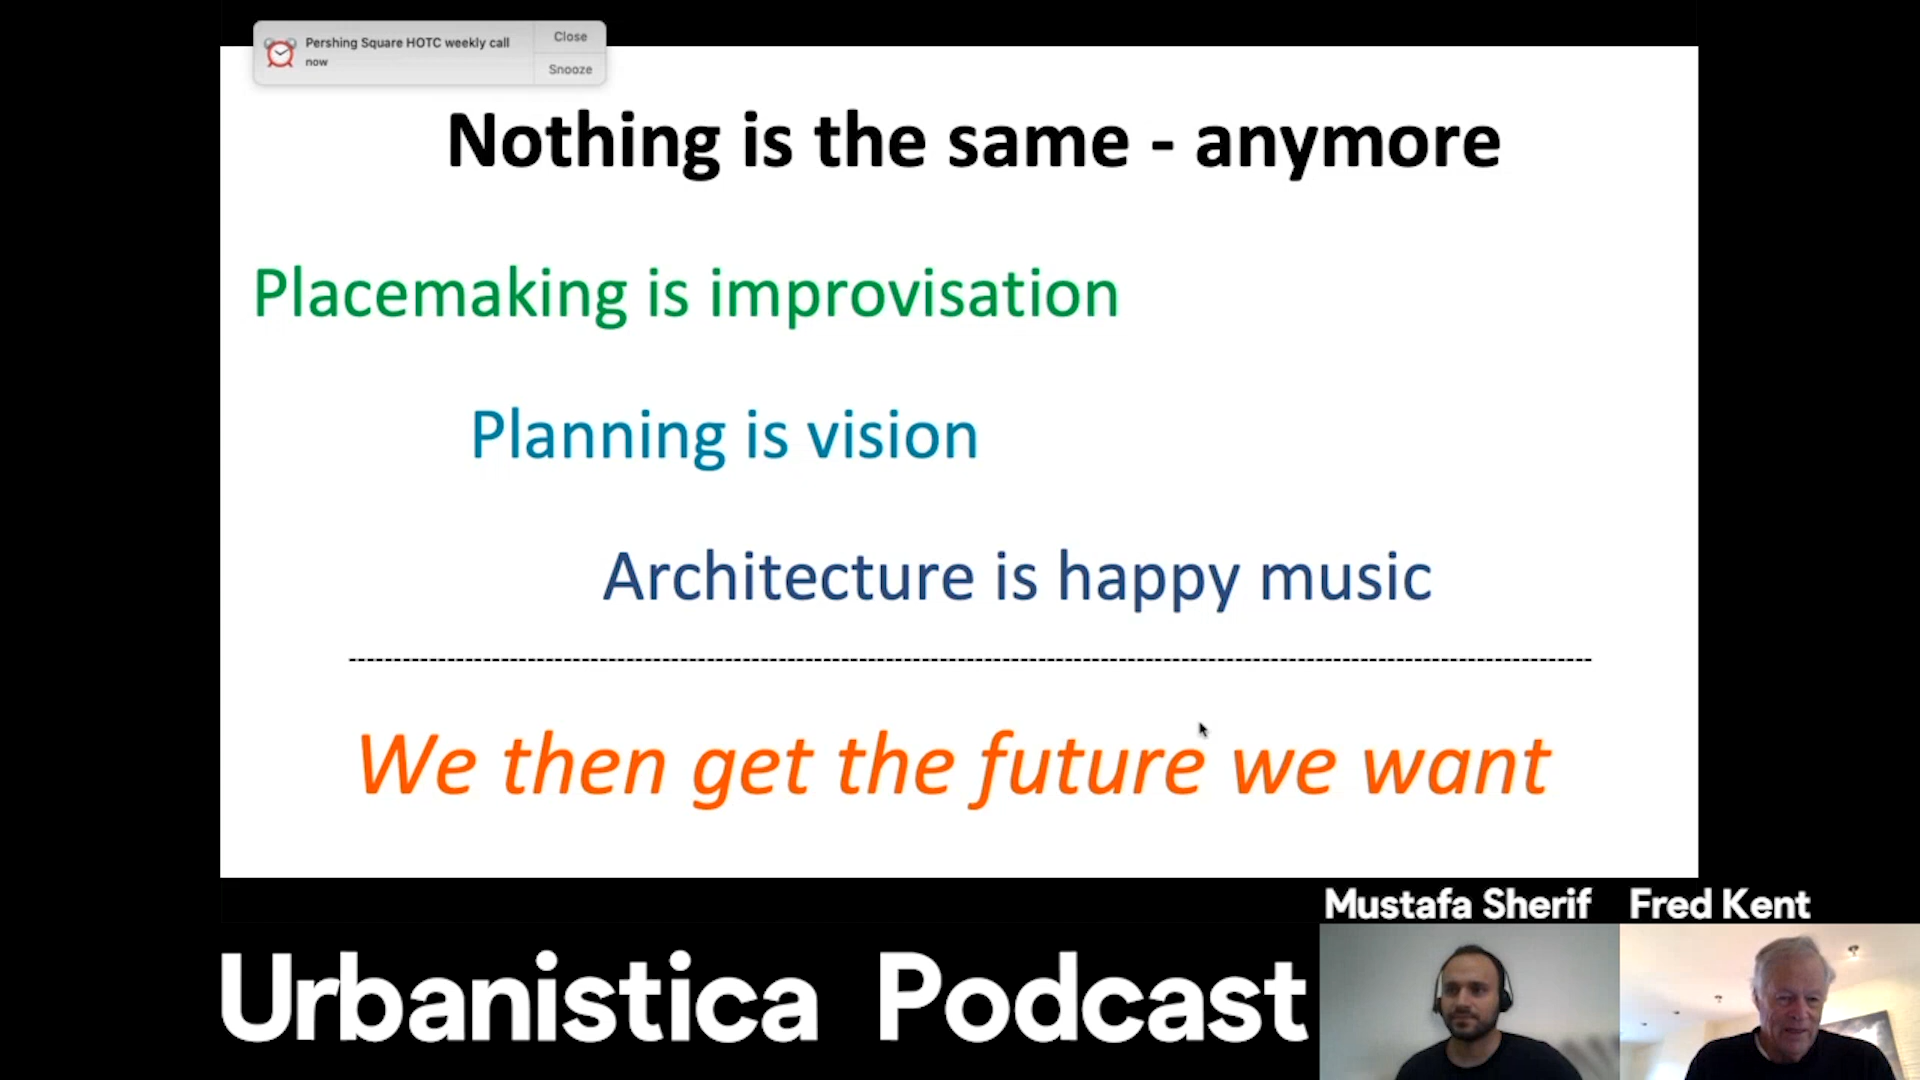 Pershing Square HOTC weekly call
now
Close
Snooze
Nothing is the same - anymore
Placemaking is improvisation
Planning is vision
Architecture is happy music
We then get the future we want
Mustafa Sherif
Fred Kent
Urbanistica Podcast